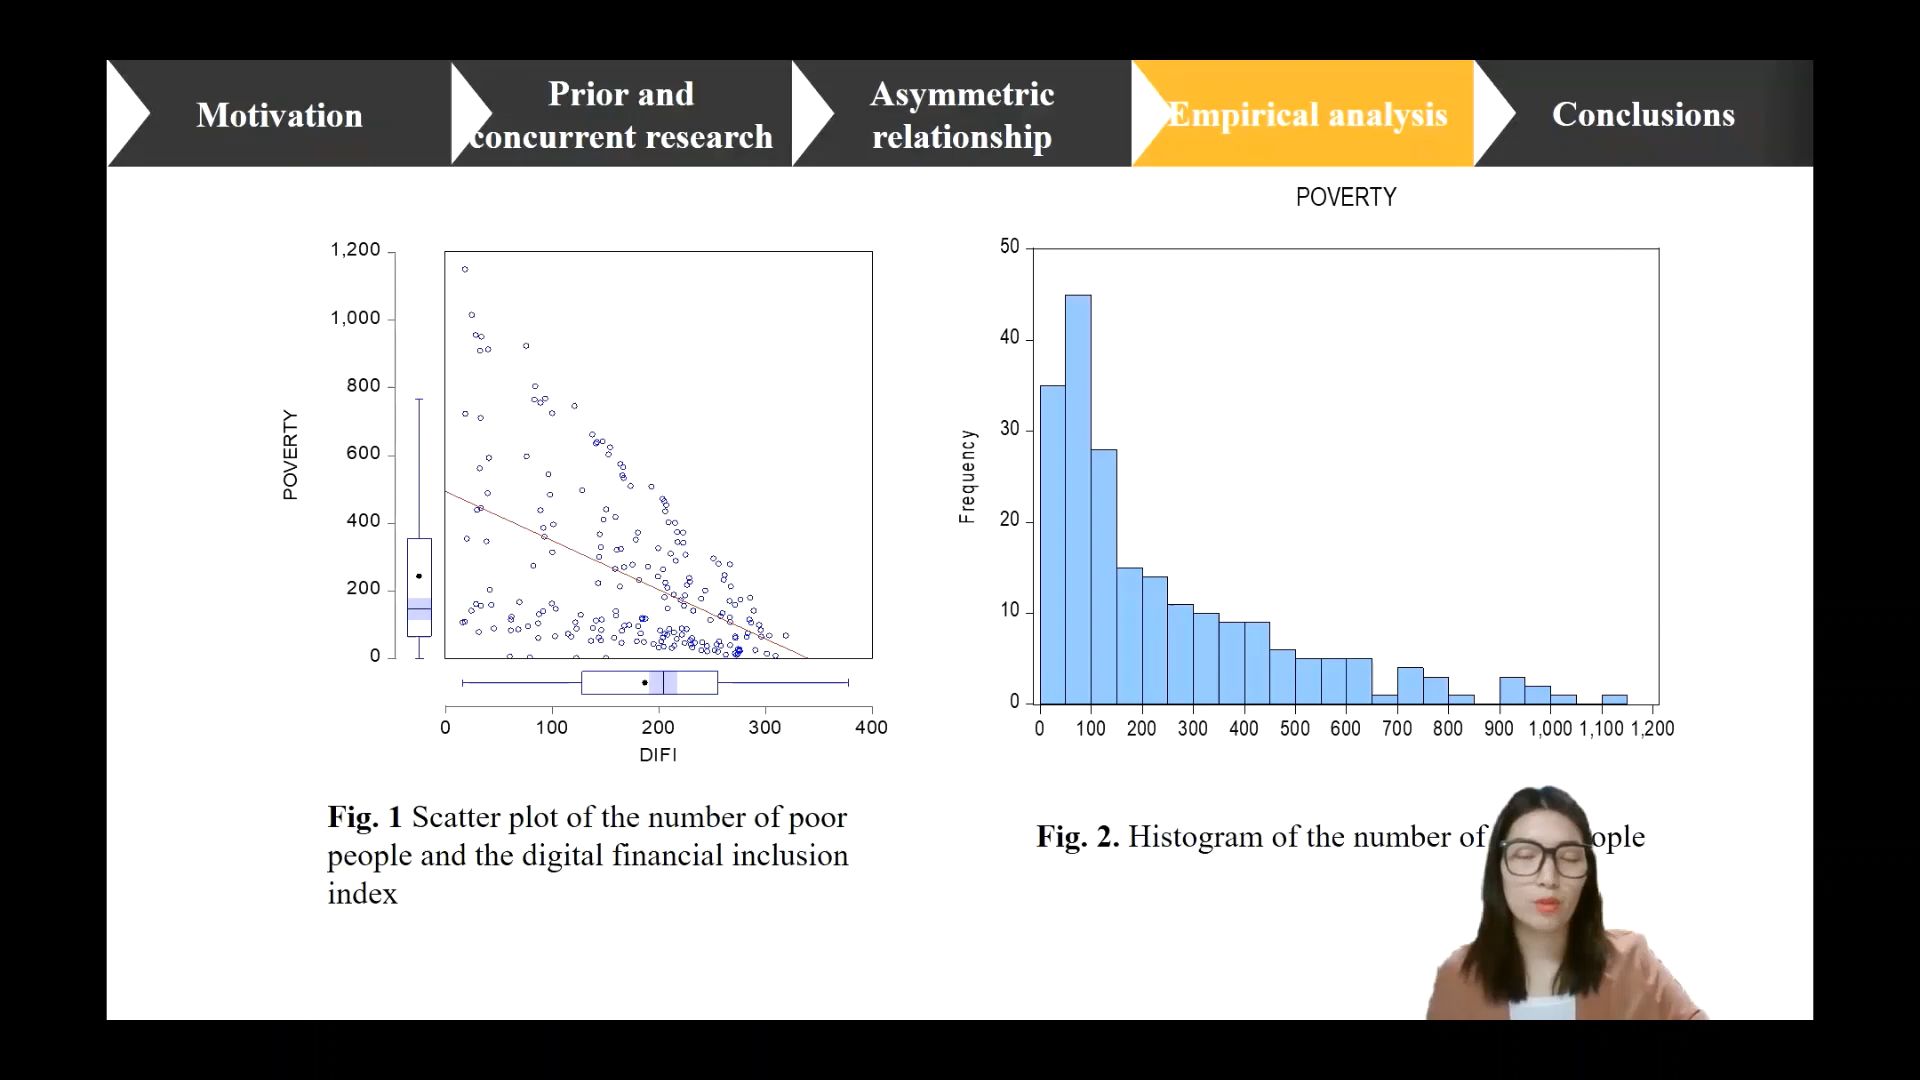 Motivation
Prior and
concurrent research
Asymmetric
relationship
Empirical analysis
Conclusions
POVERTY
1,200
1,000
800
600
400
200
0
POVERTY
0 100 200 300 400
DIFI
50
40
30
20
10
0
Frequency
0 100 200 300 400 500 600 700 800 900 1,000 1,100 1,200
Fig. 1 Scatter plot of the number of poor
people and the digital financial inclusion
index
Fig. 2. Histogram of the number of ople